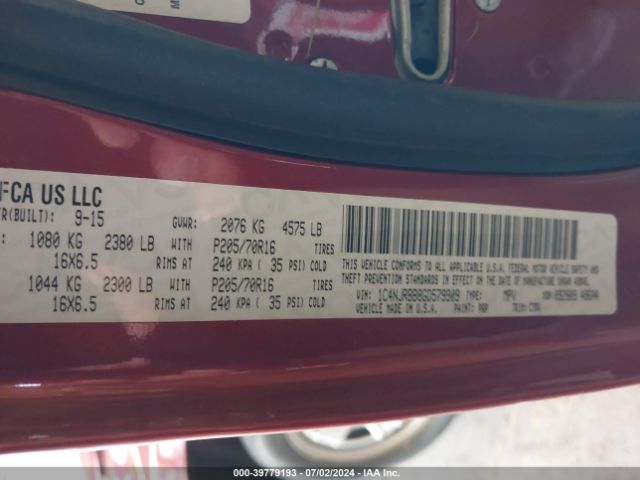 FCA US LLC
R(BUILT): 9-15 GVWR: 2076 KG 4575 LB
: 1080 KG 2380 LB WITH P205/70R16 TIRES
16X6.5 RIMS AT 240 KPA ( 35 PSI) COLD
1044 KG 2300 LB WITH P205/70R16 TIRES
16X6.5 RIMS AT 240 KPA ( 35 PSI) COLD
THIS VEHICLE CONFORMS TO ALL APPLICABLE U.S.A. FEDERAL MOTOR VEHICLE SAFETY, BUMPER, AND
THEFT PREVENTION STANDARDS IN EFFECT ON THE DATE OF MANUFACTURE SHOWN ABOVE.
VIN: TYPE: MPV
VEHICLE MADE IN U.S.A. PAINT: PRP TRIM:
000-39779193 - 07/02/2024 - IAA Inc.